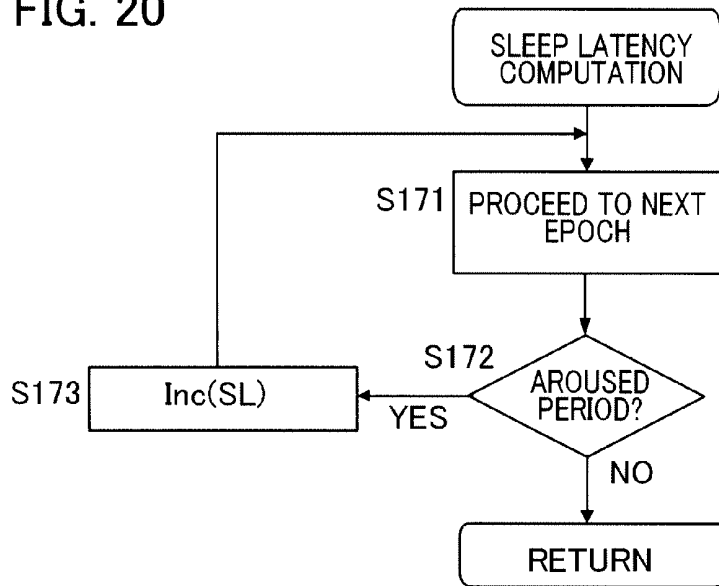 FIG. 20
SLEEP LATENCY
COMPUTATION
S171
PROCEED TO NEXT
EPOCH
S172
AROUSED
PERIOD?
YES
S173
Inc(SL)
NO
RETURN